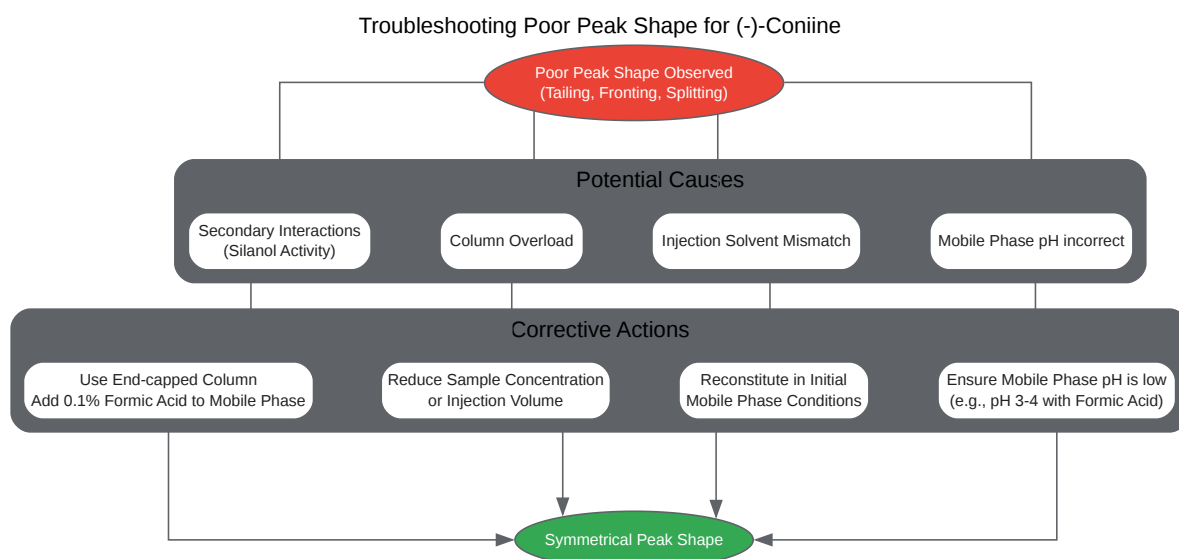 Troubleshooting Poor Peak Shape for (-)-Coniine
Poor Peak Shape Observed
(Tailing, Fronting, Splitting)
Potential Causes
Secondary Interactions
(Silanol Activity)
Column Overload
Injection Solvent Mismatch
Mobile Phase pH incorrect
Corrective Actions
Use End-capped Column
Add 0.1% Formic Acid to Mobile Phase
Reduce Sample Concentration
or Injection Volume
Reconstitute in Initial
Mobile Phase Conditions
Ensure Mobile Phase pH is low
(e.g., pH 3-4 with Formic Acid)
Symmetrical Peak Shape